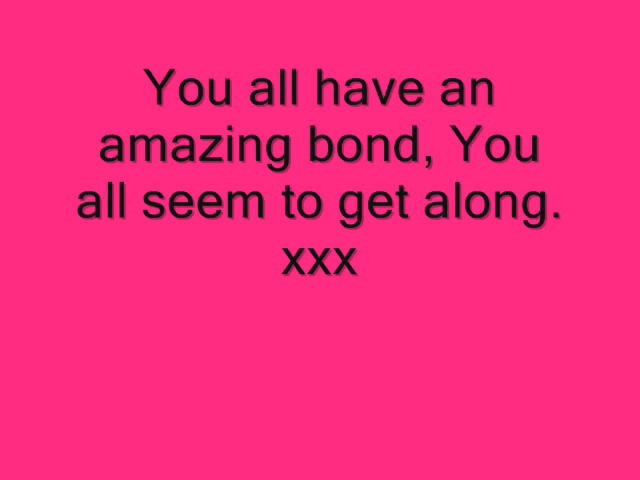 You all have an
amazing bond, You
all seem to get along.
xxx